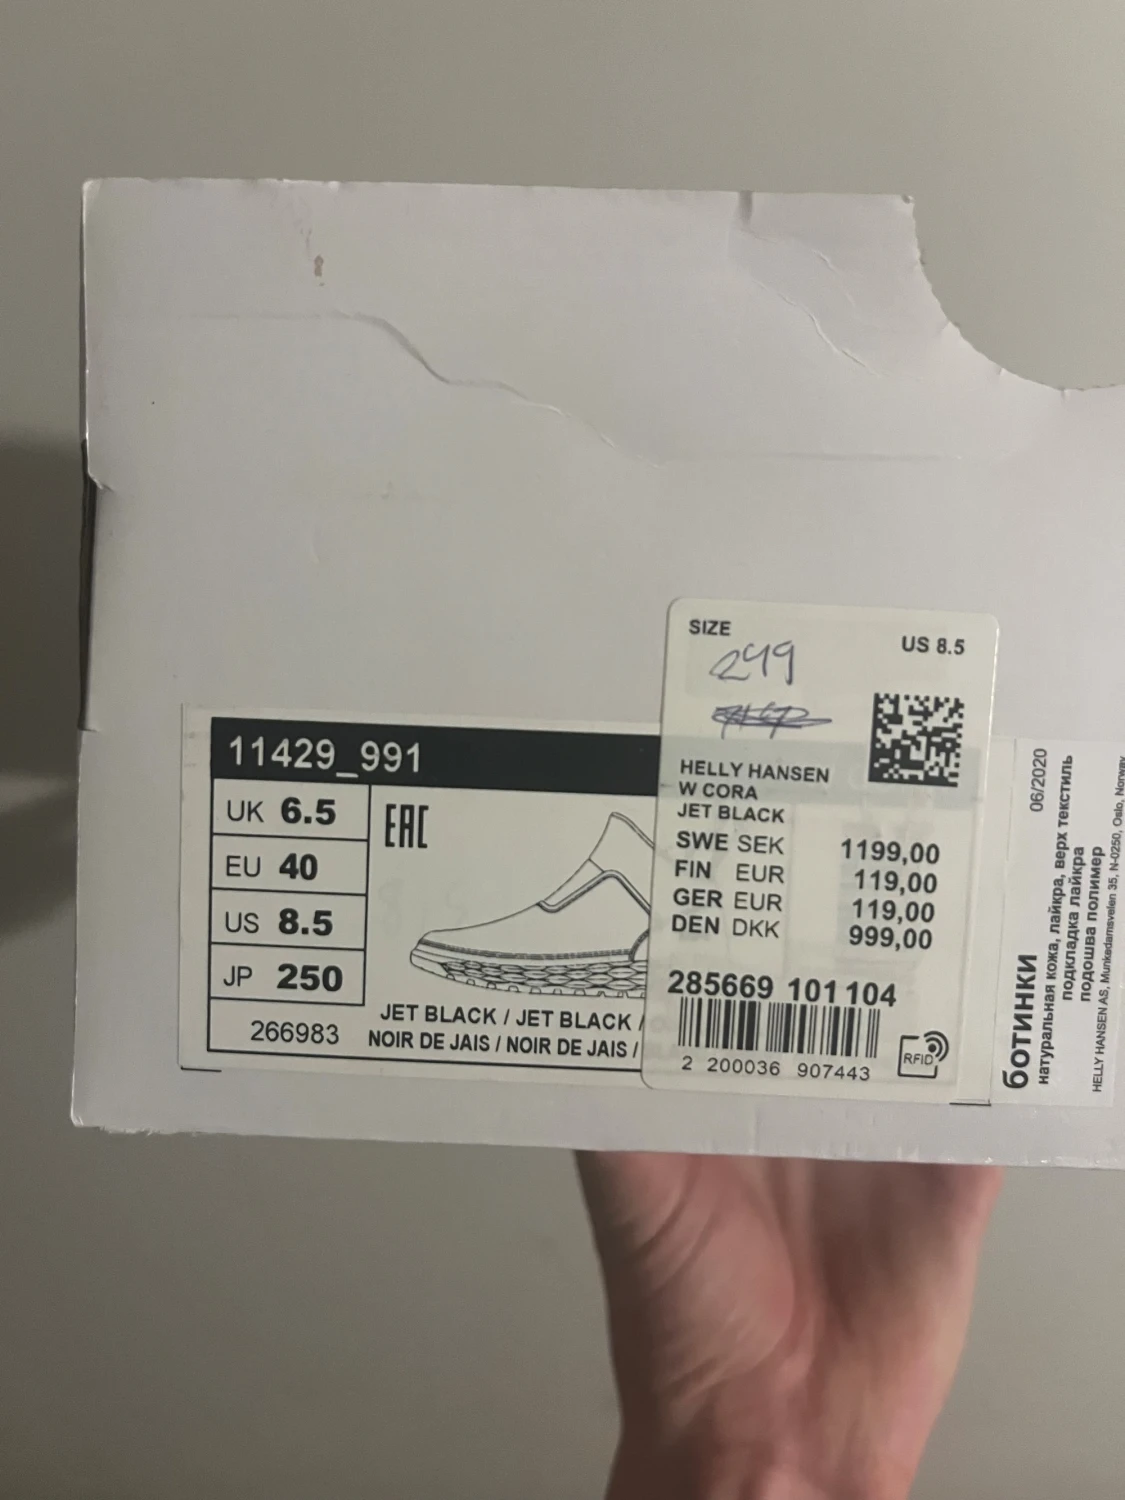 11429_991
UK 6.5
EU 40
US 8.5
JP 250
266983
EAC
JET BLACK / JET BLACK /
NOIR DE JAIS / NOIR DE JAIS /
SIZE
US 8.5
249
HELLY HANSEN
W CORA
JET BLACK
SWE SEK 1199,00
FIN EUR 119,00
GER EUR 119,00
DEN DKK 999,00
285669 101 104
2 200036 907443
RFID
06/2020
ботинки
натуральная кожа, лайкра, верх текстиль
подкладка лайкра
подошва полимер
HELLY HANSEN AS, Munkedamsveien 35, N-0250, Oslo, Norway